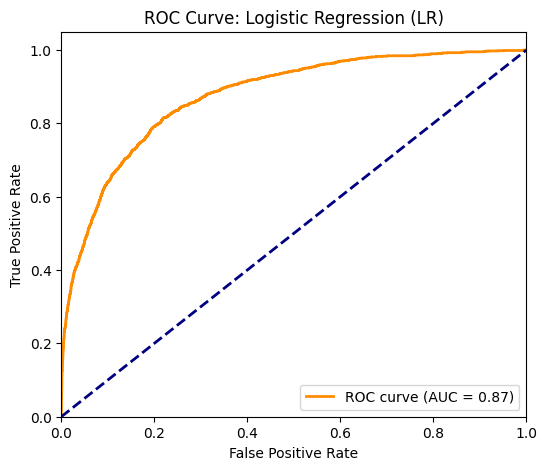 ROC Curve: Logistic Regression (LR)
True Positive Rate
1.0
0.8
0.6
0.4
0.2
0.0
0.0 0.2 0.4 0.6 0.8 1.0
False Positive Rate
ROC curve (AUC = 0.87)